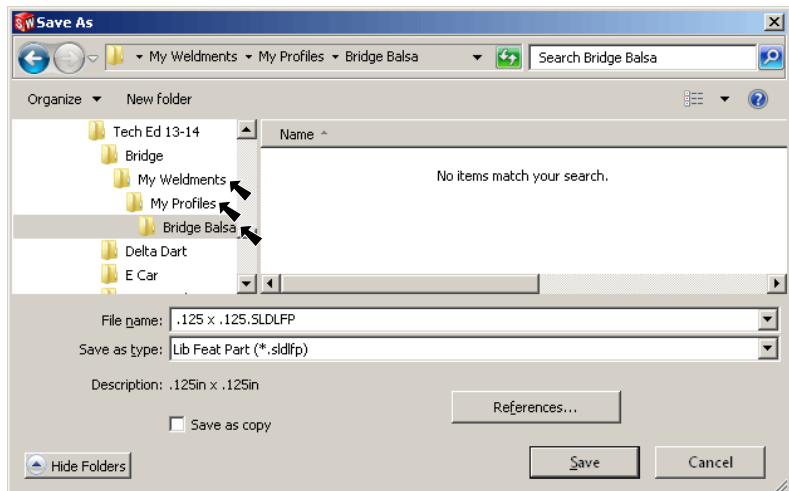 SW Save As
My Weldments My Profiles Bridge Balsa Search Bridge Balsa
Organize New folder
Tech Ed 13-14
Bridge
My Weldments
My Profiles
Bridge Balsa
Delta Dart
E Car
Name
No items match your search.
File name: .125 x .125.SLDLFP
Save as type: Lib Feat Part (*.sldlfp)
Description: .125in x .125in
Save as copy
References...
Hide Folders
Save
Cancel